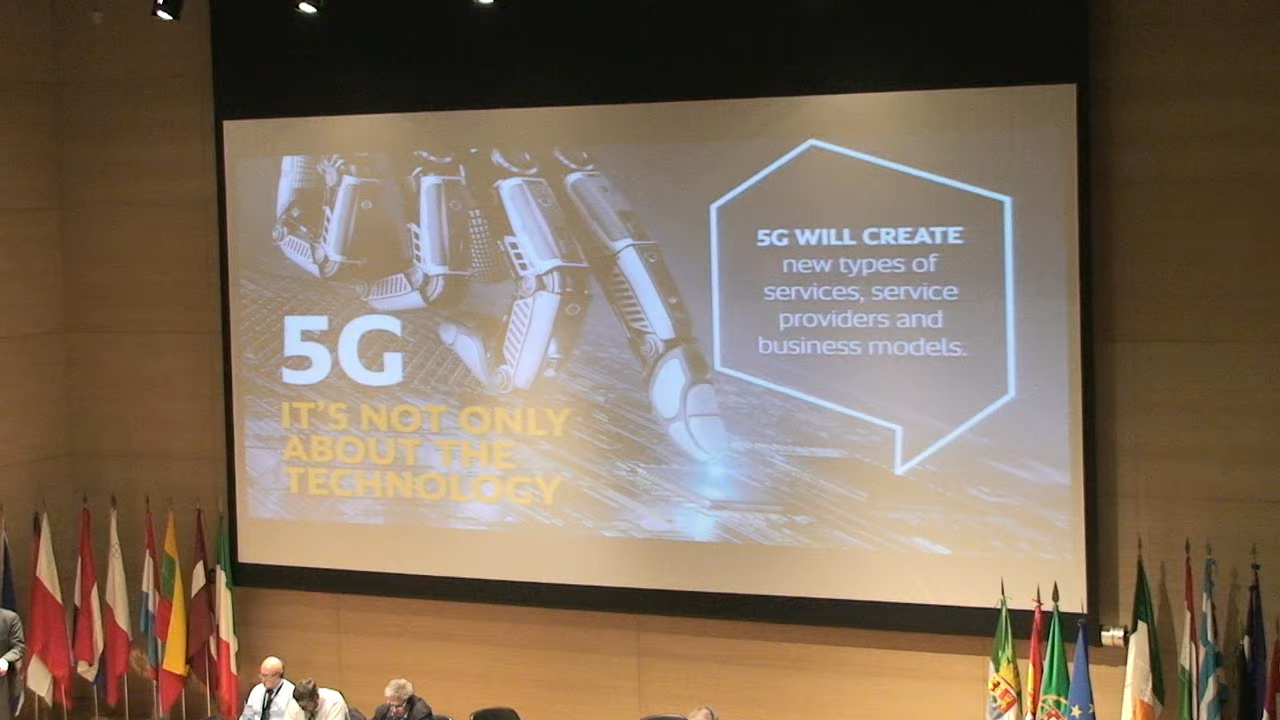 5G
IT'S NOT ONLY
ABOUT THE
TECHNOLOGY
5G WILL CREATE
new types of
services, service
providers and
business models.